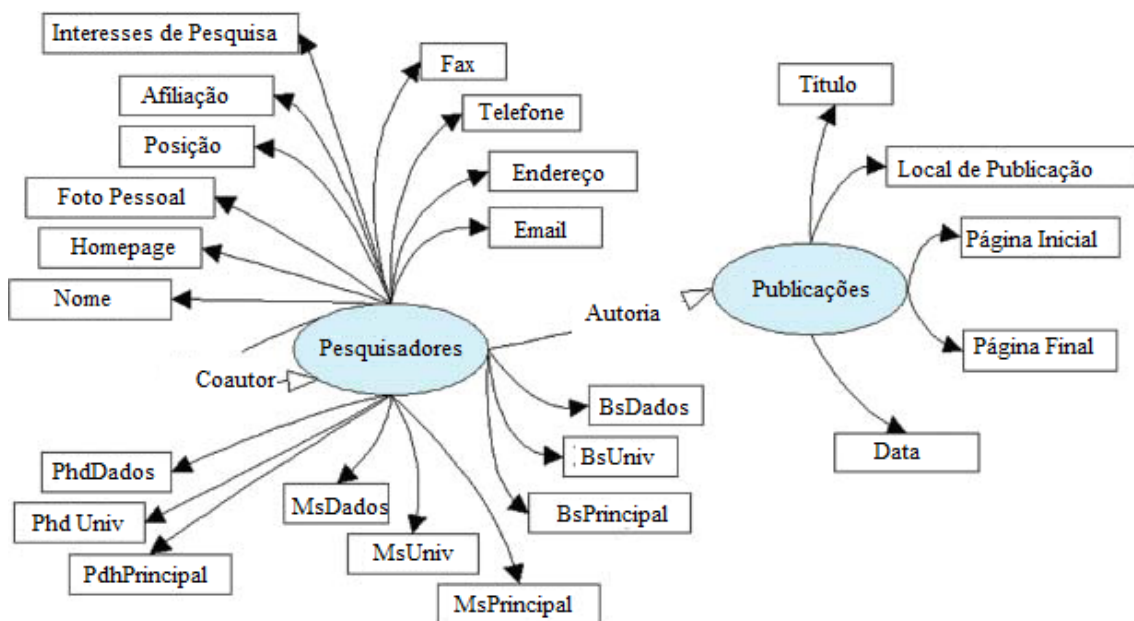 Interesses de Pesquisa
Fax
Afiliação
Telefone
Posição
Endereço
Foto Pessoal
Email
Homepage
Nome
Título
Local de Publicação
Página Inicial
Publicações
Página Final
Data
Autoria
Pesquisadores
Coautor
BsDados
BsUniv
BsPrincipal
PhdDados
Phd Univ
PdhPrincipal
MsDados
MsUniv
MsPrincipal